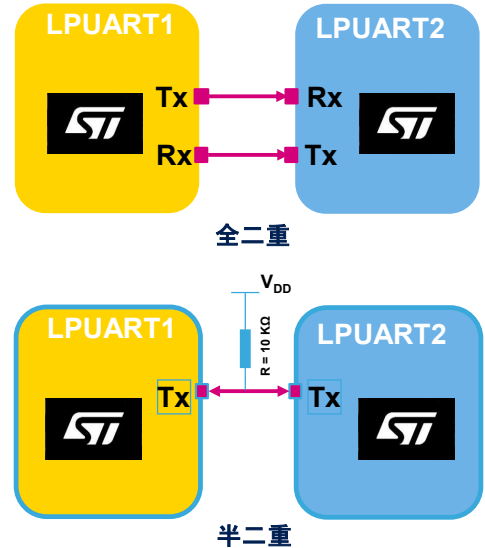 LPUART1 LPUART2
Tx Rx
Rx Tx
全二重
VDD
LPUART1 LPUART2
R = 10 KΩ
Tx Tx
半二重